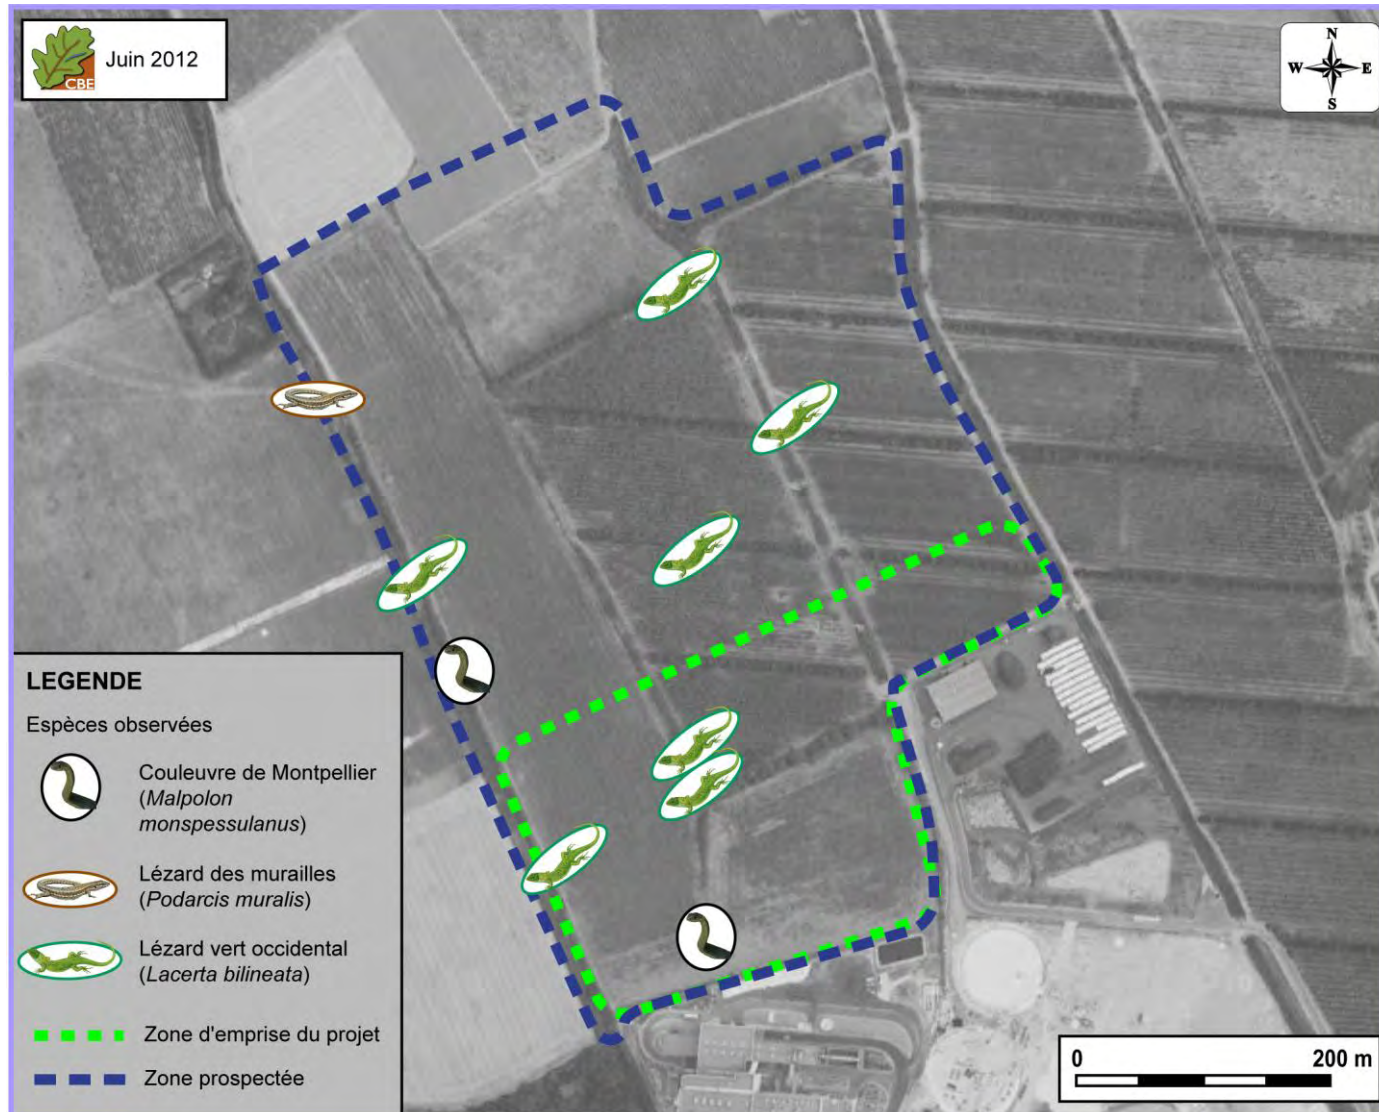 CBE
Juin 2012
N
W E
S
LEGENDE
Espèces observées
Couleuvre de Montpellier
(Malpolon
monspessulanus)
Lézard des murailles
(Podarcis muralis)
Lézard vert occidental
(Lacerta bilineata)
Zone d'emprise du projet
Zone prospectée
0 200 m